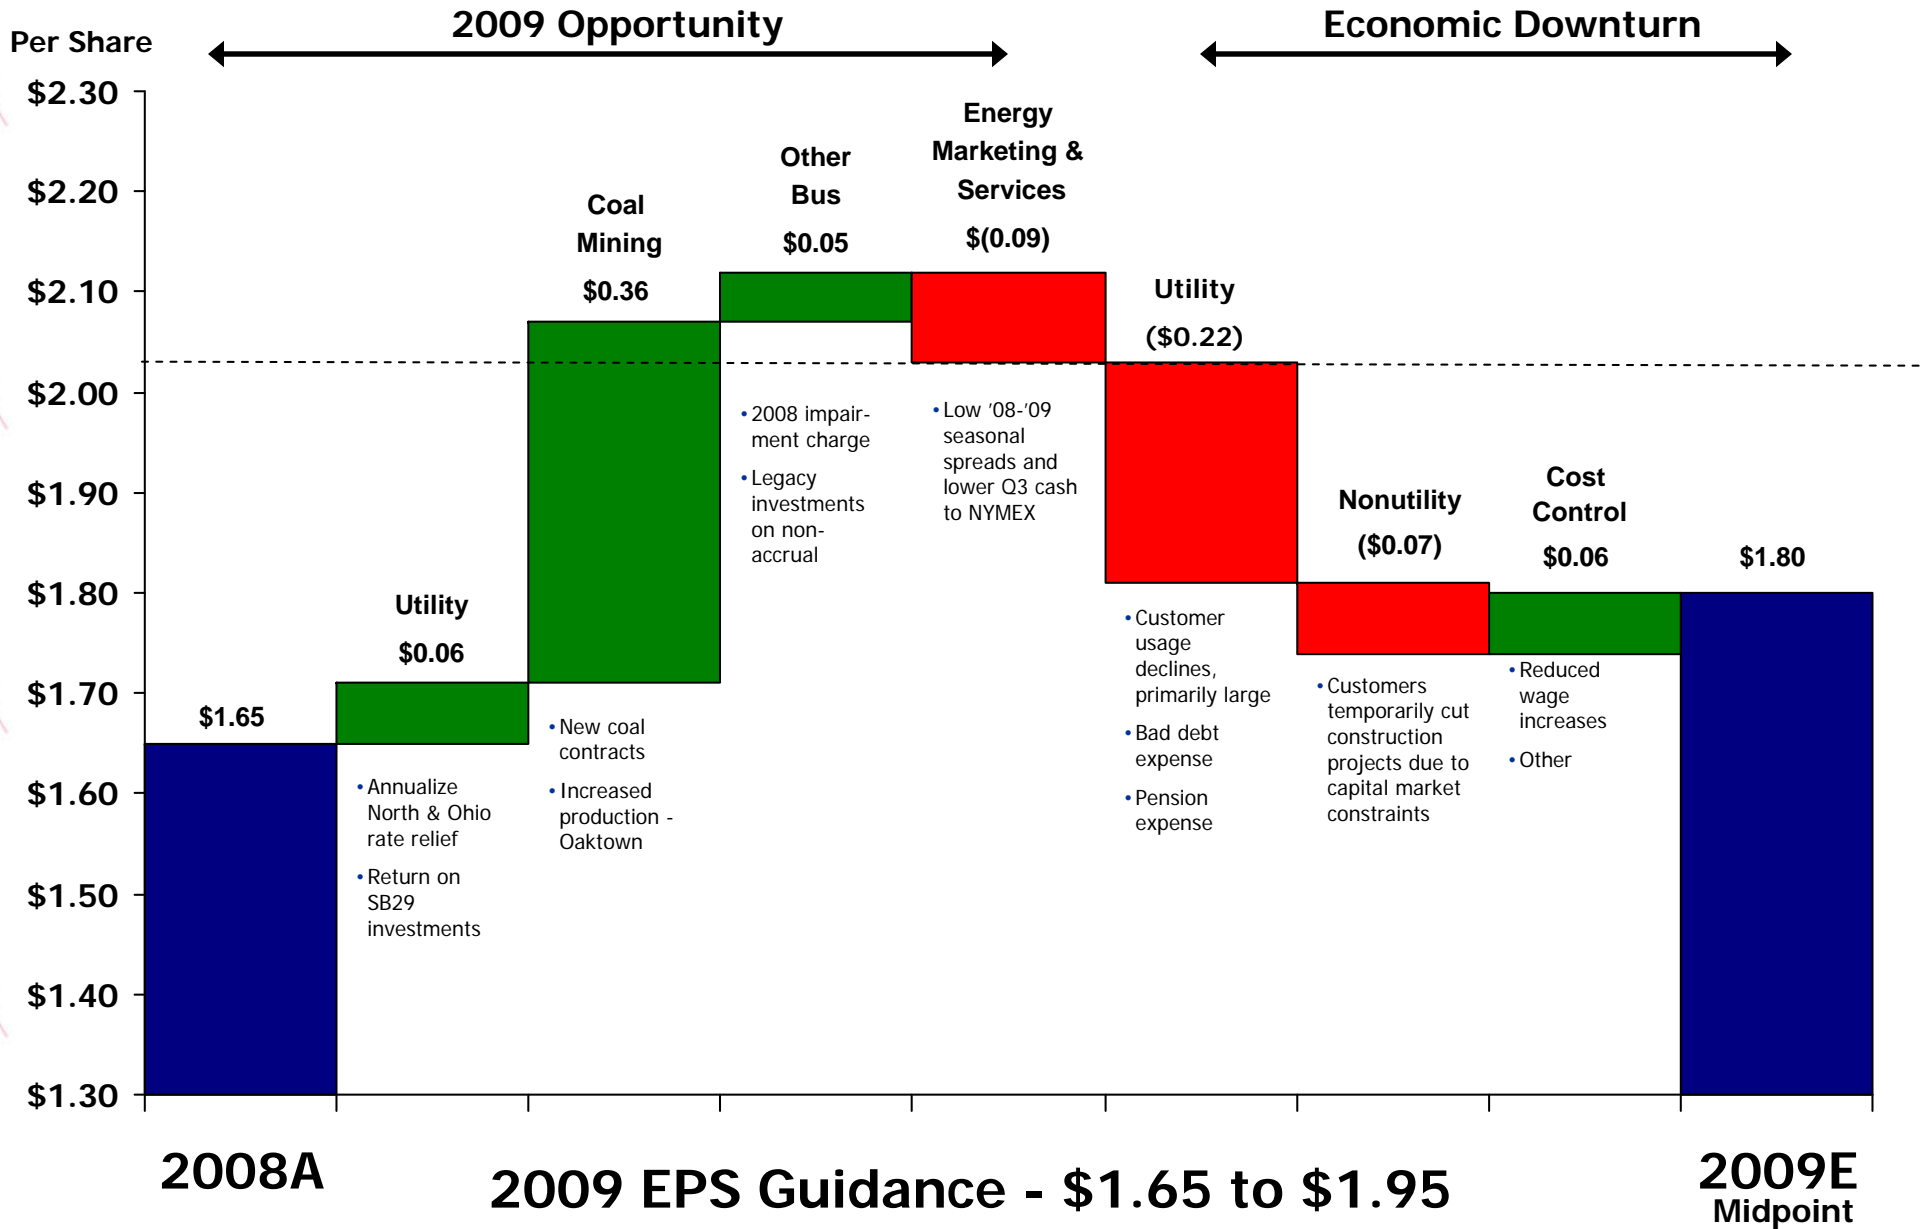 2009 Opportunity
Economic Downturn
Per Share
$2.30
$2.20
$2.10
$2.00
$1.90
$1.80
$1.70
$1.60
$1.50
$1.40
$1.30
$1.65
Utility
$0.06
• Annualize
North & Ohio
rate relief
• Return on
SB29
investments
Coal
Mining
$0.36
• New coal
contracts
• Increased
production -
Oaktown
Other
Bus
$0.05
• 2008 impair-
ment charge
• Legacy
investments
on non-
accrual
Energy
Marketing &
Services
$(0.09)
• Low ’08-’09
seasonal
spreads and
lower Q3 cash
to NYMEX
Utility
($0.22)
• Customer
usage
declines,
primarily large
• Bad debt
expense
• Pension
expense
Nonutility
($0.07)
• Customers
temporarily cut
construction
projects due to
capital market
constraints
Cost
Control
$0.06
• Reduced
wage
increases
• Other
$1.80
2008A
2009 EPS Guidance - $1.65 to $1.95
2009E
Midpoint